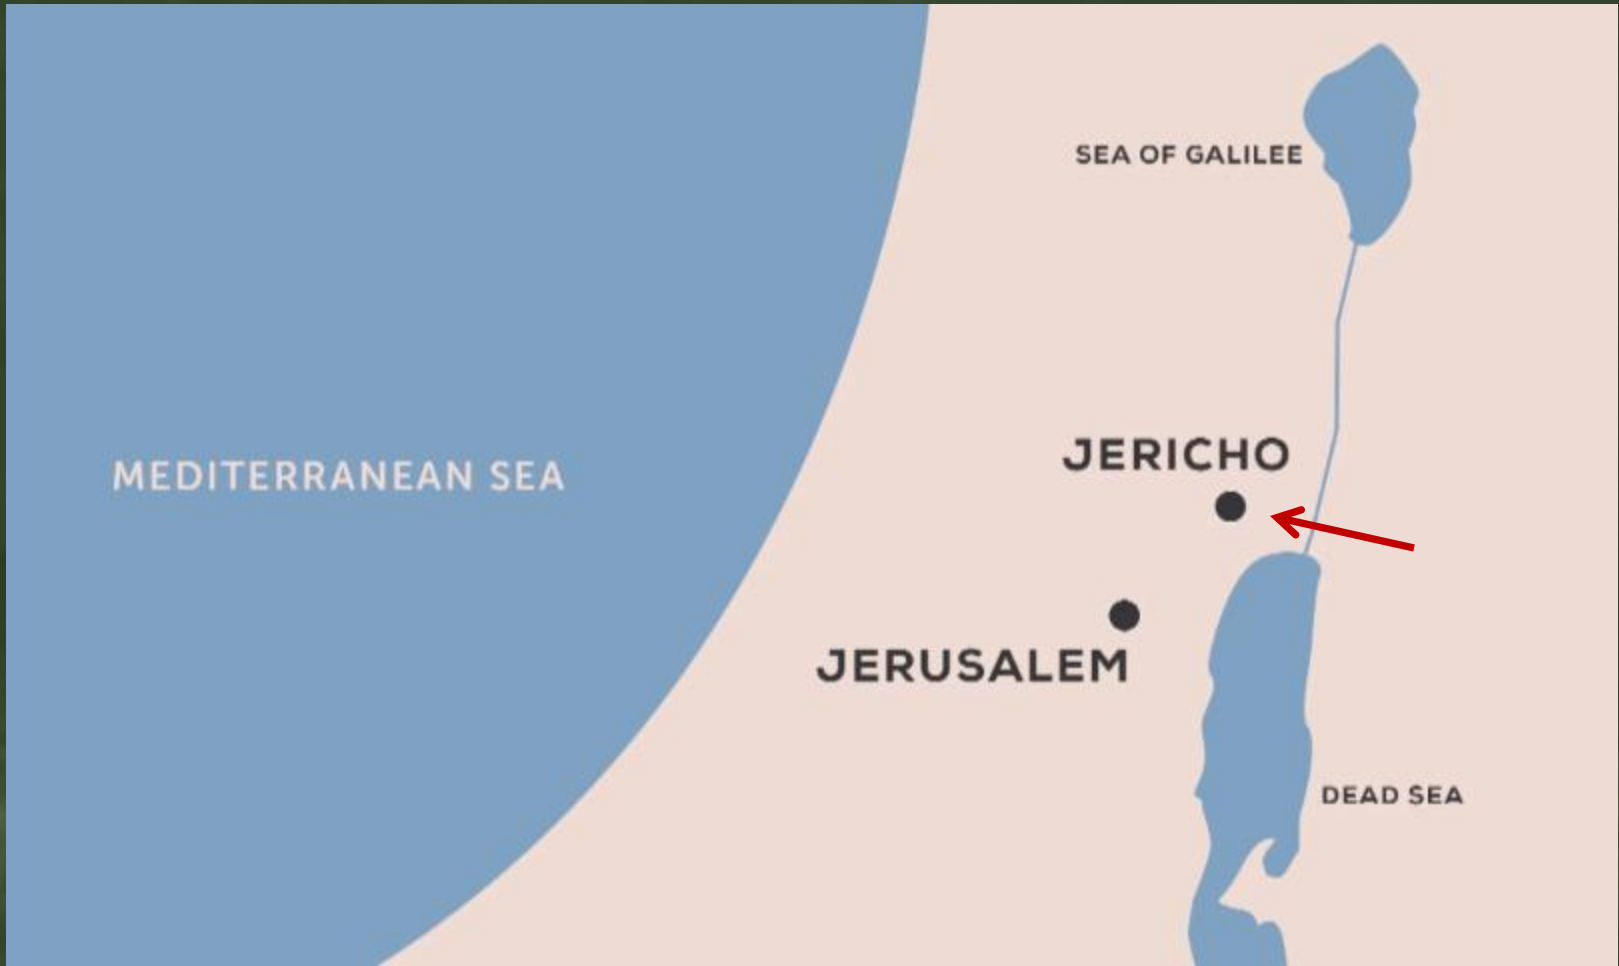 SEA OF GALILEE
JERICHO
MEDITERRANEAN SEA
JERUSALEM
DEAD SEA